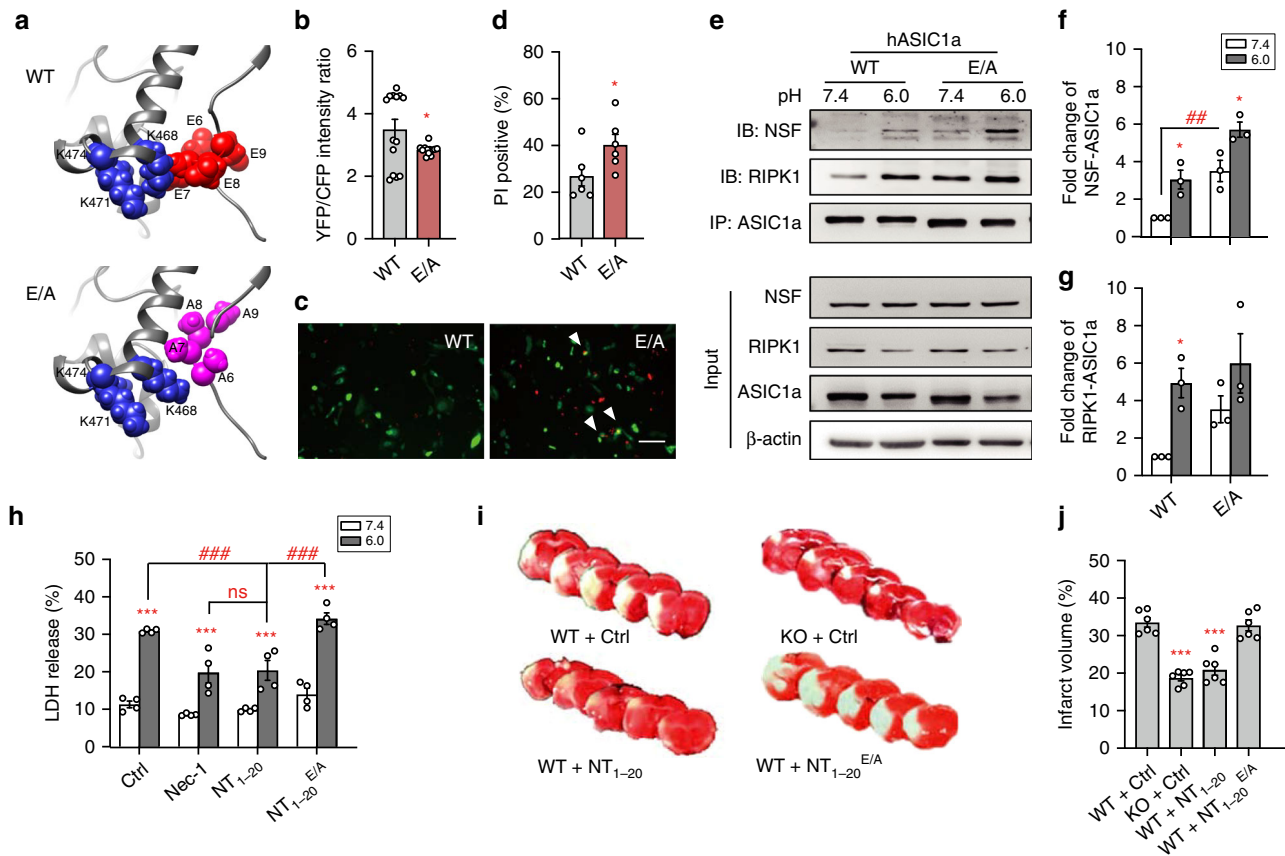 a
WT
K474
K468
E6
E9
K471
E7
E8
E/A
A8
A9
K474
A7
A6
K471
K468
b
YFP/CFP intensity ratio
6
4
2
0
*
WT
E/A
c
WT
E/A
d
PI positive (%)
80
60
40
20
0
*
WT
E/A
e
hASIC1a
WT
E/A
pH
7.4
6.0
7.4
6.0
IB: NSF
IB: RIPK1
IP: ASIC1a
Input
NSF
RIPK1
ASIC1a
β-actin
f
7.4
6.0
Fold change of
NSF-ASIC1a
10
8
6
4
2
0
*
##
*
g
Fold change of
RIPK1-ASIC1a
10
8
6
4
2
0
*
WT
E/A
h
7.4
6.0
LDH release (%)
50
40
30
20
10
0
###
###
ns
***
***
***
***
Ctrl
Nec-1
NT1–20
NT1–20E/A
i
WT + Ctrl
KO + Ctrl
WT + NT1–20
WT + NT1–20E/A
j
Infarct volume (%)
50
40
30
20
10
0
***
***
WT + Ctrl
KO + Ctrl
WT + NT1–20
WT + NT1–20E/A